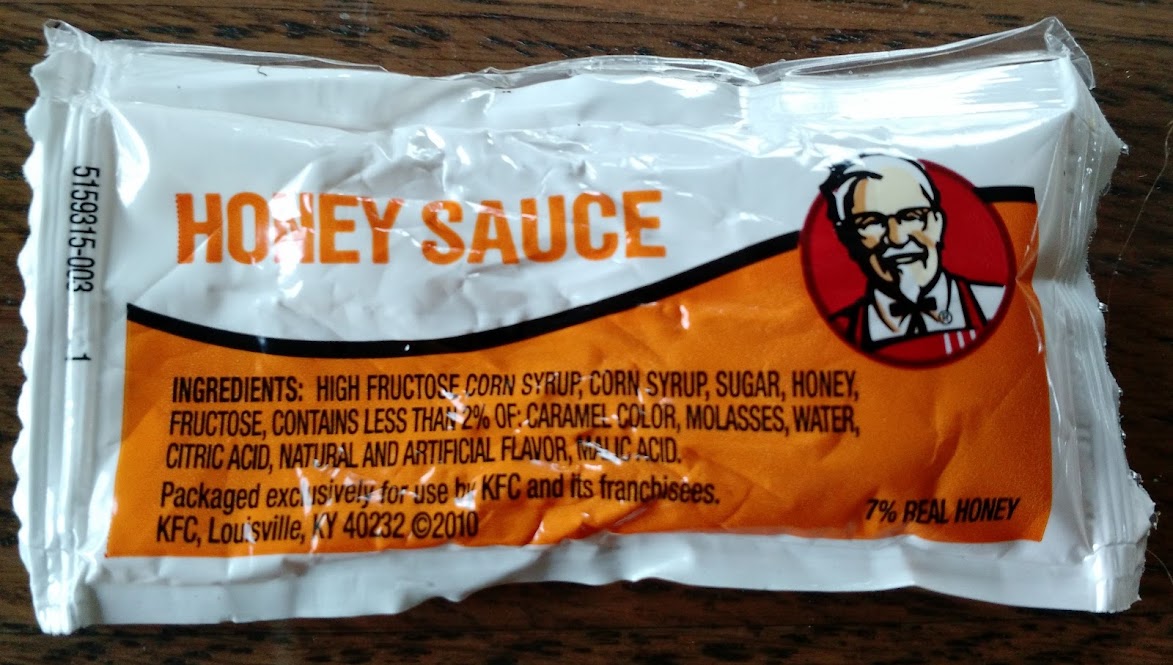 5159315-003 1
HONEY SAUCE
INGREDIENTS: HIGH FRUCTOSE CORN SYRUP, CORN SYRUP, SUGAR, HONEY,
FRUCTOSE, CONTAINS LESS THAN 2% OF: CARAMEL COLOR, MOLASSES, WATER,
CITRIC ACID, NATURAL AND ARTIFICIAL FLAVOR, MALIC ACID.
Packaged exclusively for use by KFC and its franchisees.
KFC, Louisville, KY 40232 ©2010
7% REAL HONEY